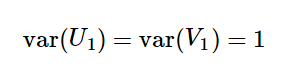 var(U₁) = var(V₁) = 1